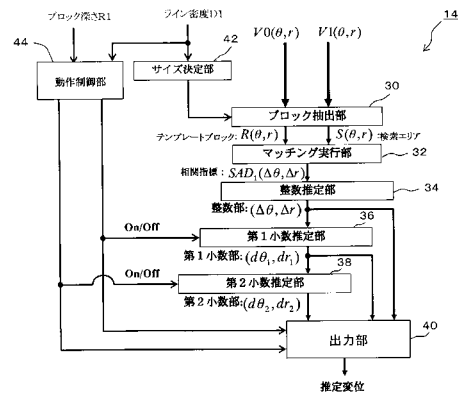 ブロック深さR1
ライン密度D1
V0(θ,r)
V1(θ,r)
14
44
動作制御部
42
サイズ決定部
30
ブロック抽出部
テンプレートブロック: R(θ,r)
S(θ,r) :検索エリア
マッチング実行部
32
相関指標: SAD₁(Δθ,Δr)
整数推定部
34
整数部:(Δθ,Δr)
36
On/Off
第1小数推定部
第1小数部:(dθ₁,dr₁)
38
On/Off
第2小数推定部
第2小数部:(dθ₂,dr₂)
出力部
40
推定変位